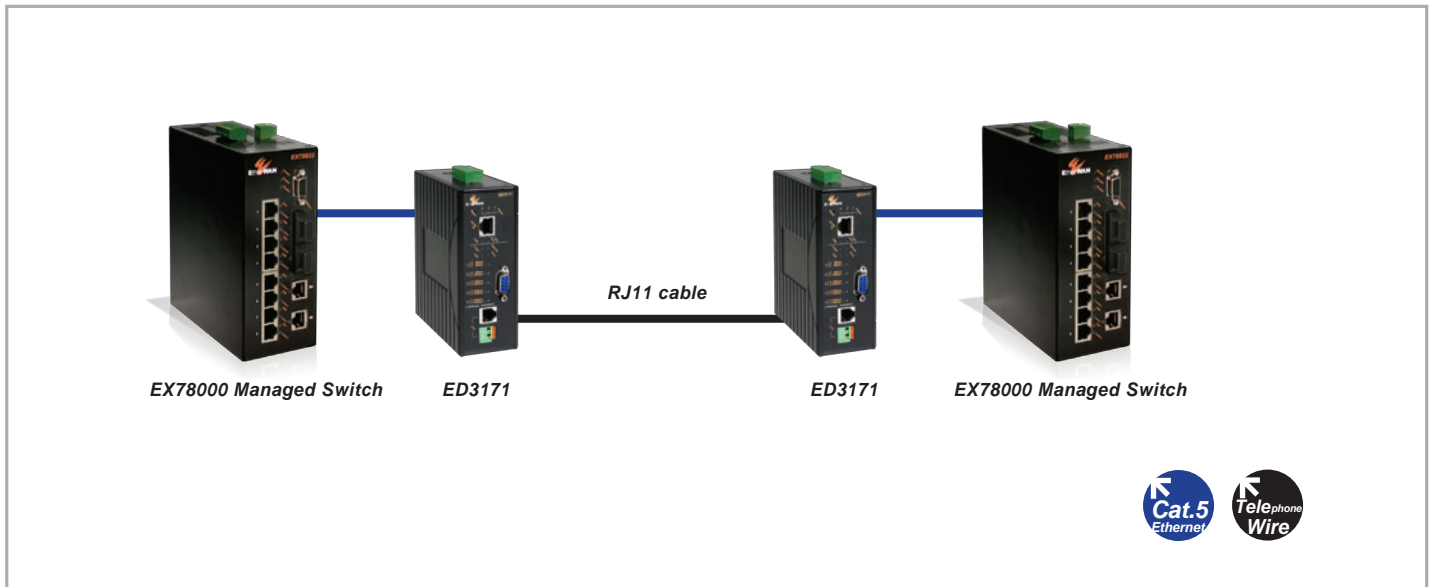 EX78000 Managed Switch
ED3171
RJ11 cable
ED3171
EX78000 Managed Switch
Cat.5
Ethernet
Telephone
Wire